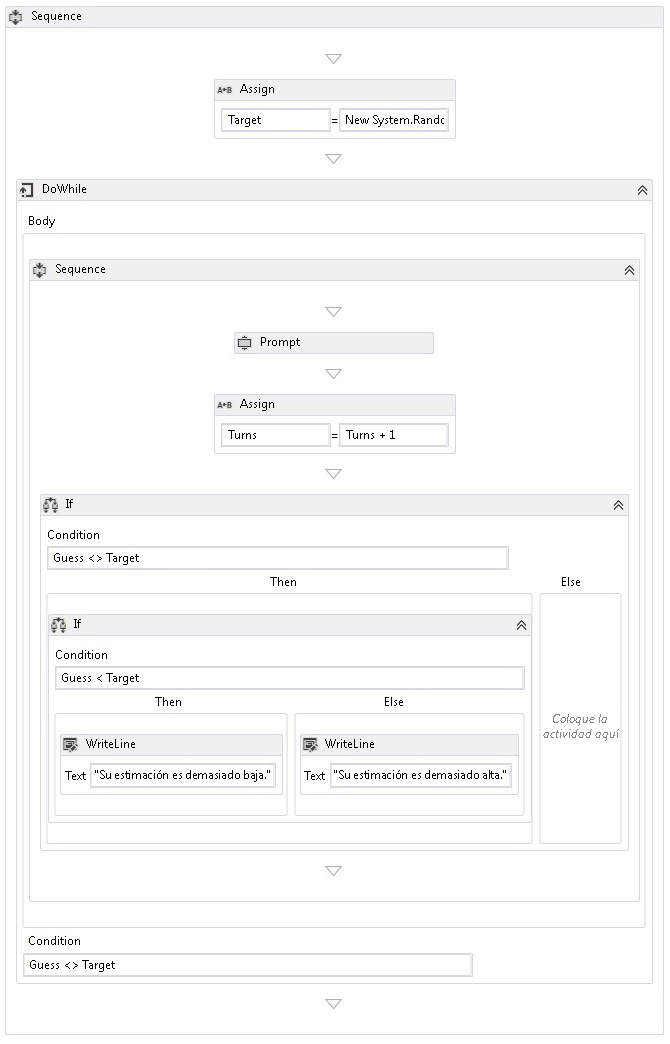 Sequence
A+B Assign
Target = New System.Rando
DoWhile
Body
Sequence
Prompt
A+B Assign
Turns = Turns + 1
If
Condition
Guess <> Target
Then Else
If
Condition
Guess < Target
Then Else
WriteLine WriteLine
Text "Su estimación es demasiado baja." Text "Su estimación es demasiado alta."
Coloque la
actividad aquí
Condition
Guess <> Target